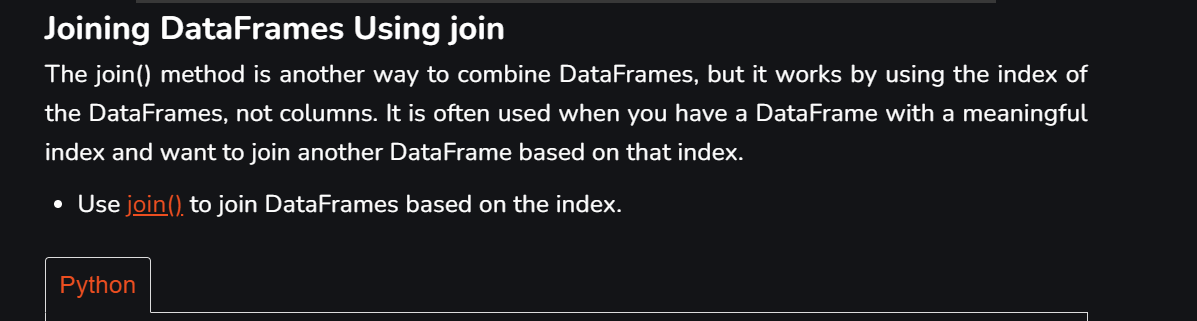 Joining DataFrames Using join
The join() method is another way to combine DataFrames, but it works by using the index of
the DataFrames, not columns. It is often used when you have a DataFrame with a meaningful
index and want to join another DataFrame based on that index.
• Use join() to join DataFrames based on the index.
Python